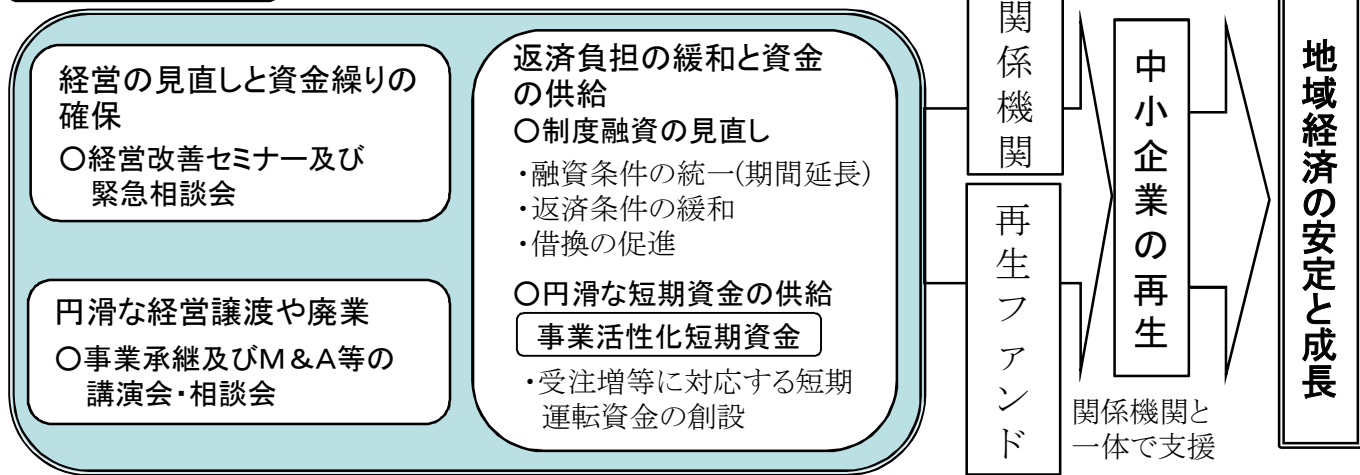 経営の見直しと資金繰りの
確保
○経営改善セミナー及び
緊急相談会
円滑な経営譲渡や廃業
○事業承継及びM&A等の
講演会・相談会
返済負担の緩和と資金
の供給
○制度融資の見直し
・融資条件の統一(期間延長)
・返済条件の緩和
・借換の促進
○円滑な短期資金の供給
事業活性化短期資金
・受注増等に対応する短期
運転資金の創設
関係機関
再生ファンド
中小企業の再生
関係機関と
一体で支援
地域経済の安定と成長